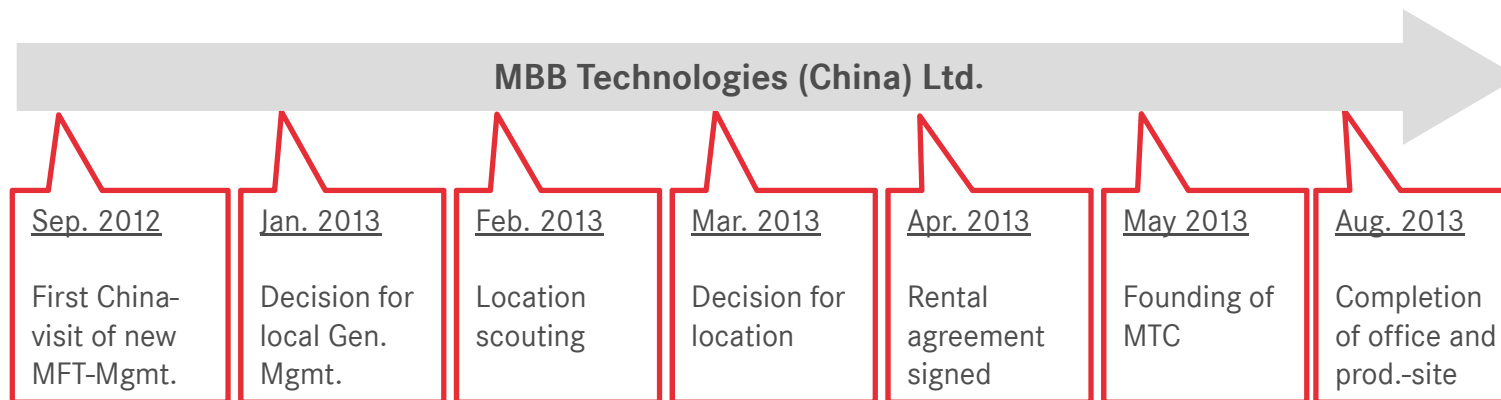 MBB Technologies (China) Ltd.
Sep. 2012
First China-
visit of new
MFT-Mgmt.
Jan. 2013
Decision for
local Gen.
Mgmt.
Feb. 2013
Location
scouting
Mar. 2013
Decision for
location
Apr. 2013
Rental
agreement
signed
May 2013
Founding of
MTC
Aug. 2013
Completion
of office and
prod.-site